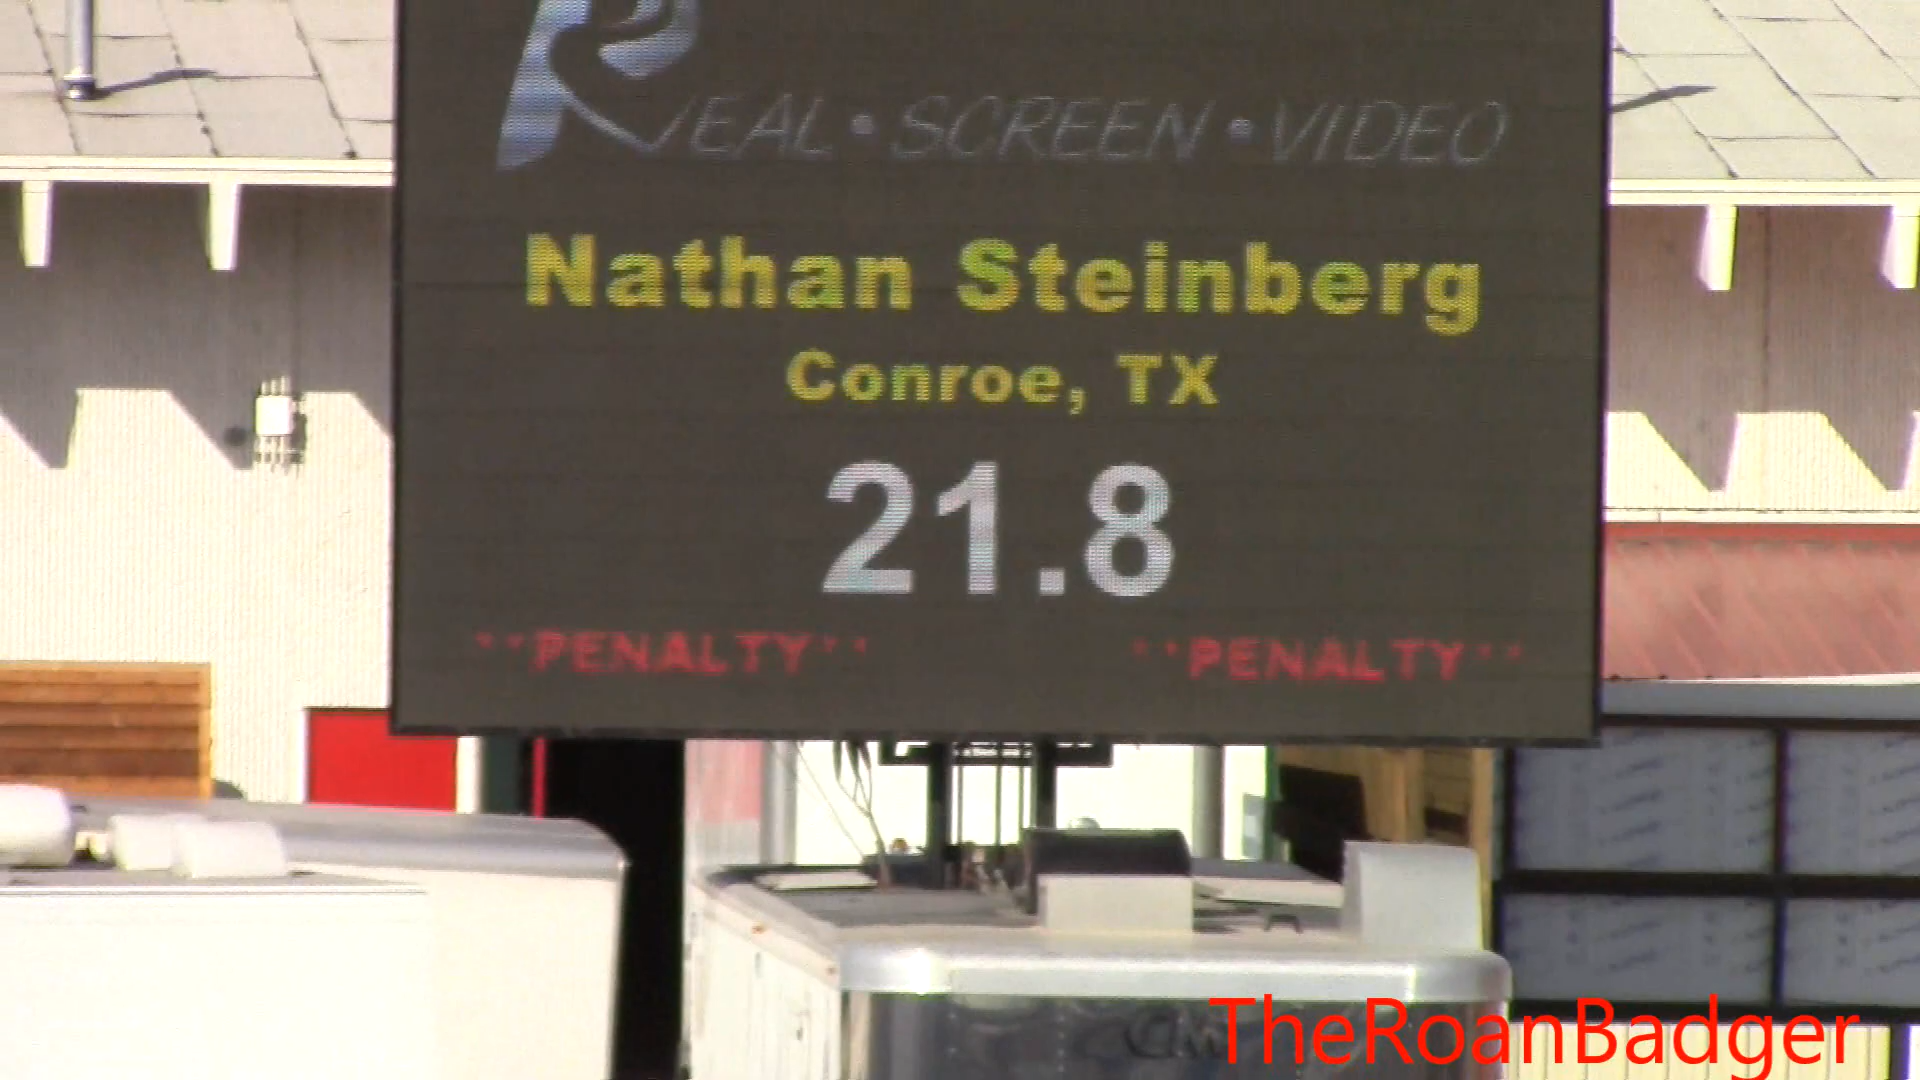 REAL • SCREEN • VIDEO
Nathan Steinberg
Conroe, TX
21.8
**PENALTY** **PENALTY**
TheRoanBadger